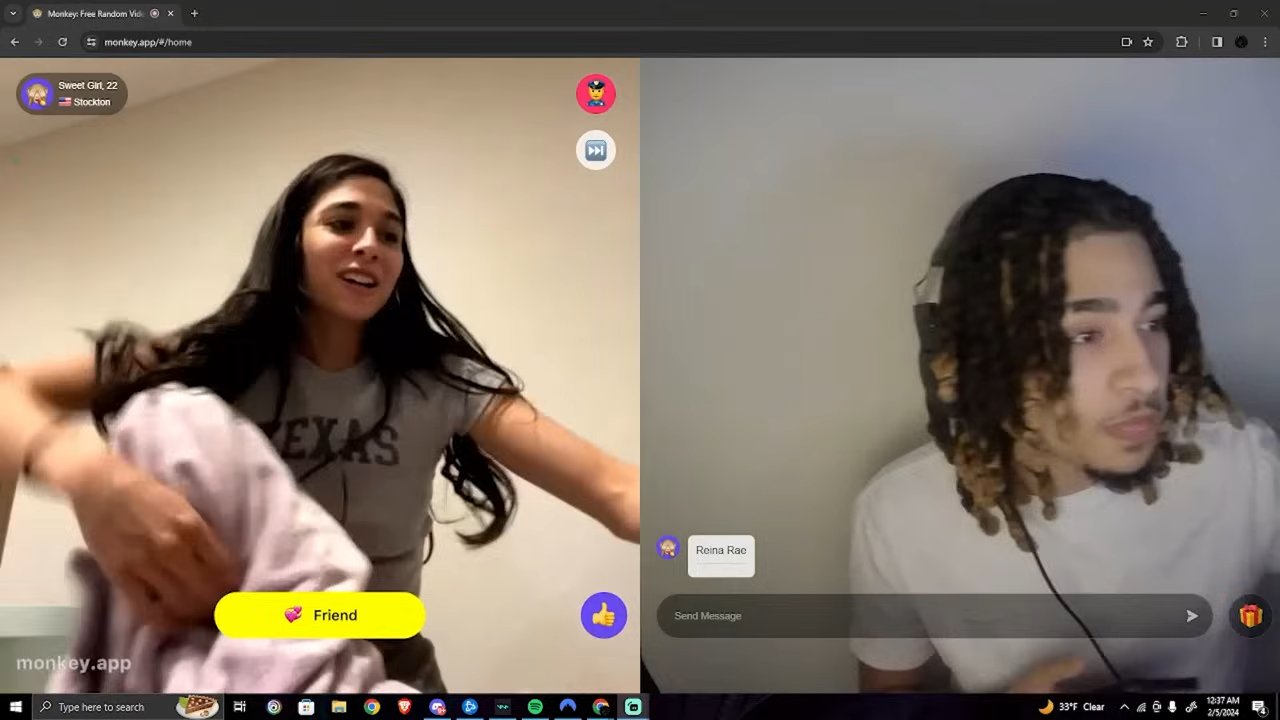 Monkey: Free Random Vid
monkey.app/#/home
Sweet Girl, 22
Stockton
TEXAS
Reina Rae
Friend
Send Message
monkey.app
Type here to search
33°F Clear
12:37 AM
2/5/2024